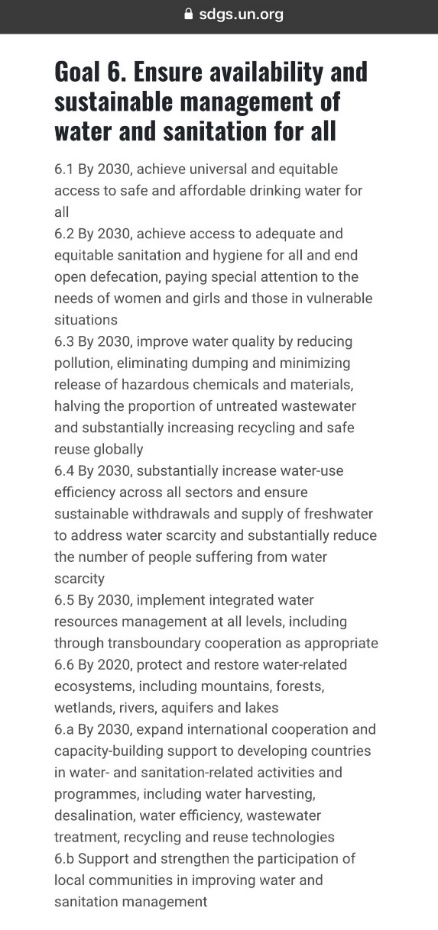 sdgs.un.org
Goal 6. Ensure availability and
sustainable management of
water and sanitation for all
6.1 By 2030, achieve universal and equitable
access to safe and affordable drinking water for
all
6.2 By 2030, achieve access to adequate and
equitable sanitation and hygiene for all and end
open defecation, paying special attention to the
needs of women and girls and those in vulnerable
situations
6.3 By 2030, improve water quality by reducing
pollution, eliminating dumping and minimizing
release of hazardous chemicals and materials,
halving the proportion of untreated wastewater
and substantially increasing recycling and safe
reuse globally
6.4 By 2030, substantially increase water-use
efficiency across all sectors and ensure
sustainable withdrawals and supply of freshwater
to address water scarcity and substantially reduce
the number of people suffering from water
scarcity
6.5 By 2030, implement integrated water
resources management at all levels, including
through transboundary cooperation as appropriate
6.6 By 2020, protect and restore water-related
ecosystems, including mountains, forests,
wetlands, rivers, aquifers and lakes
6.a By 2030, expand international cooperation and
capacity-building support to developing countries
in water- and sanitation-related activities and
programmes, including water harvesting,
desalination, water efficiency, wastewater
treatment, recycling and reuse technologies
6.b Support and strengthen the participation of
local communities in improving water and
sanitation management